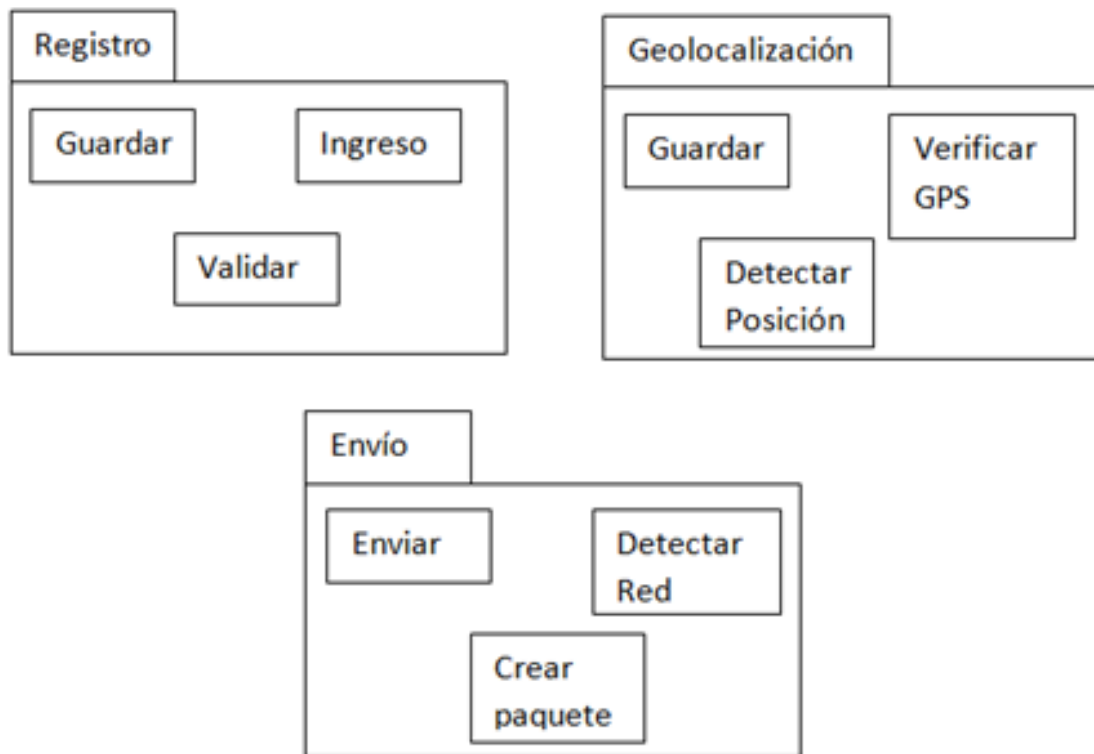 Registro
Guardar
Ingreso
Validar
Geolocalización
Guardar
Verificar
GPS
Detectar
Posición
Envío
Enviar
Detectar
Red
Crear
paquete